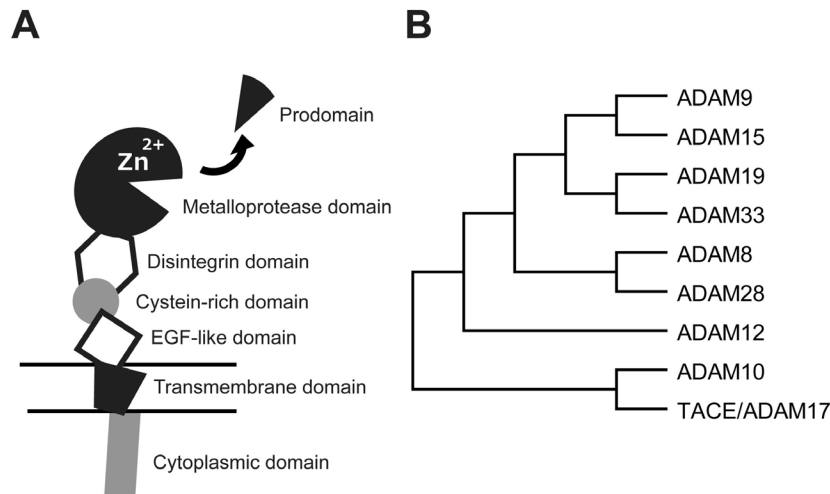 A
Prodomain
Zn2+
Metalloprotease domain
Disintegrin domain
Cystein-rich domain
EGF-like domain
Transmembrane domain
Cytoplasmic domain
B
ADAM9
ADAM15
ADAM19
ADAM33
ADAM8
ADAM28
ADAM12
ADAM10
TACE/ADAM17